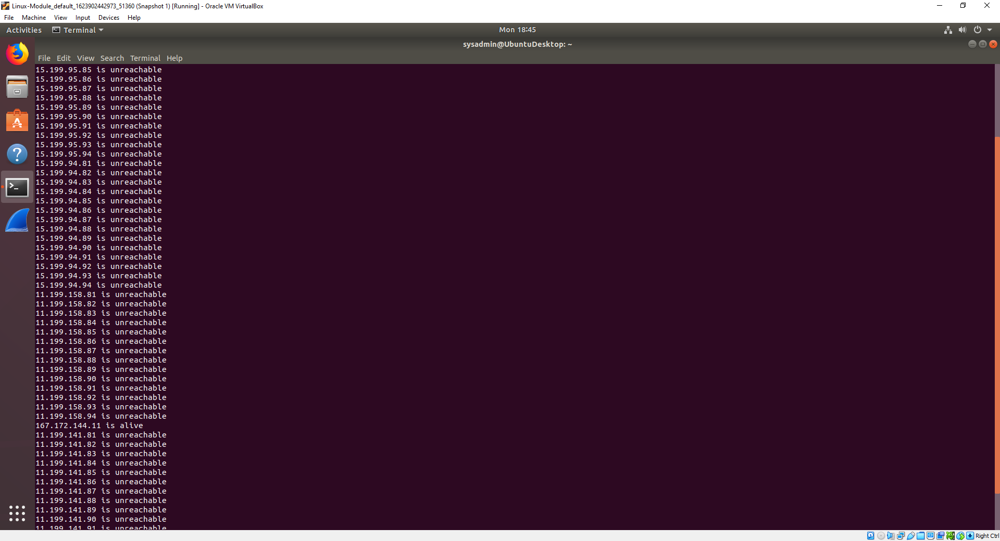 Linux-Module_default_1623902442973_51360 (Snapshot 1) [Running] - Oracle VM VirtualBox
File Machine View Input Devices Help
Activities Terminal Mon 18:45
sysadmin@UbuntuDesktop: ~
File Edit View Search Terminal Help
15.199.95.85 is unreachable
15.199.95.86 is unreachable
15.199.95.87 is unreachable
15.199.95.88 is unreachable
15.199.95.89 is unreachable
15.199.95.90 is unreachable
15.199.95.91 is unreachable
15.199.95.92 is unreachable
15.199.95.93 is unreachable
15.199.95.94 is unreachable
15.199.94.81 is unreachable
15.199.94.82 is unreachable
15.199.94.83 is unreachable
15.199.94.84 is unreachable
15.199.94.85 is unreachable
15.199.94.86 is unreachable
15.199.94.87 is unreachable
15.199.94.88 is unreachable
15.199.94.89 is unreachable
15.199.94.90 is unreachable
15.199.94.91 is unreachable
15.199.94.92 is unreachable
15.199.94.93 is unreachable
15.199.94.94 is unreachable
11.199.158.81 is unreachable
11.199.158.82 is unreachable
11.199.158.83 is unreachable
11.199.158.84 is unreachable
11.199.158.85 is unreachable
11.199.158.86 is unreachable
11.199.158.87 is unreachable
11.199.158.88 is unreachable
11.199.158.89 is unreachable
11.199.158.90 is unreachable
11.199.158.91 is unreachable
11.199.158.92 is unreachable
11.199.158.93 is unreachable
11.199.158.94 is unreachable
167.172.144.11 is alive
11.199.141.81 is unreachable
11.199.141.82 is unreachable
11.199.141.83 is unreachable
11.199.141.84 is unreachable
11.199.141.85 is unreachable
11.199.141.86 is unreachable
11.199.141.87 is unreachable
11.199.141.88 is unreachable
11.199.141.89 is unreachable
11.199.141.90 is unreachable
11.199.141.91 is unreachable
Right Ctrl